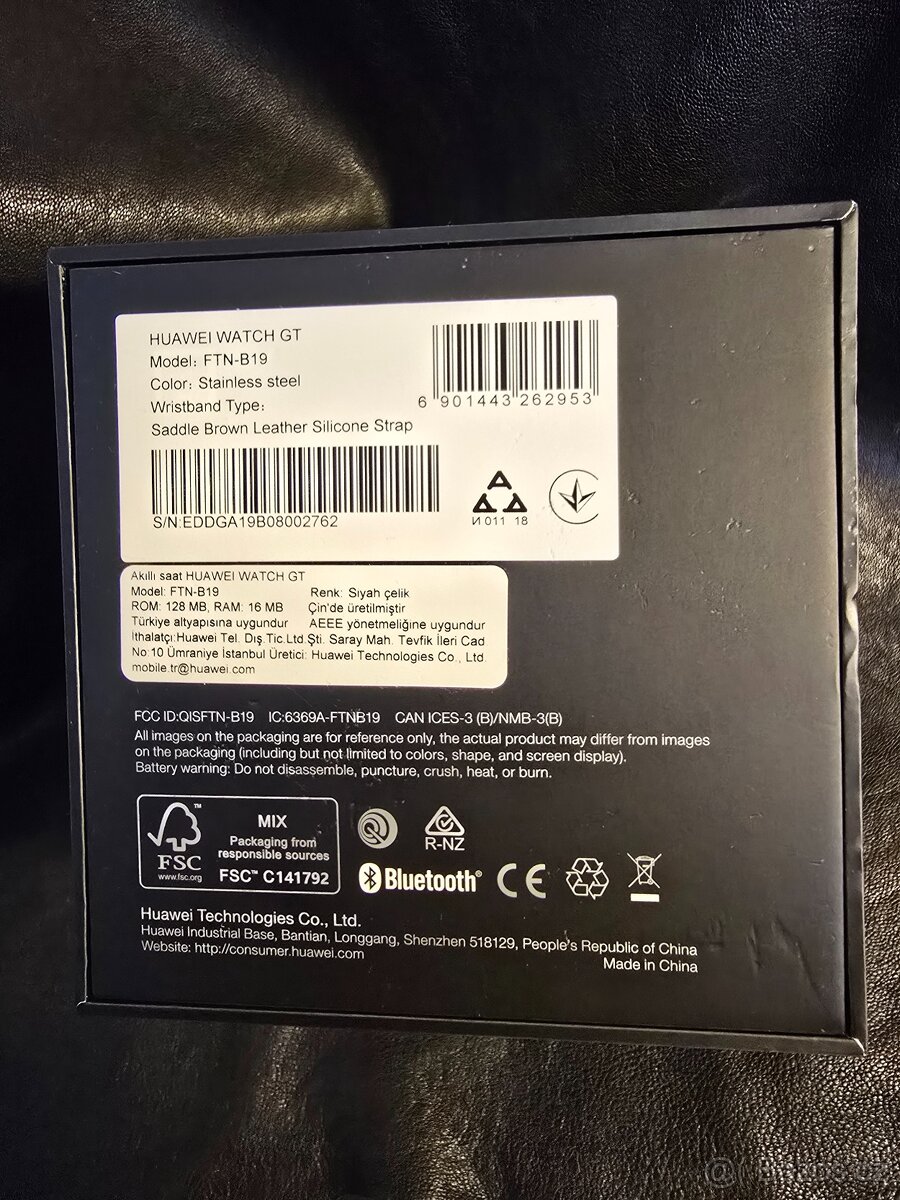 HUAWEI WATCH GT
Model: FTN-B19
Color: Stainless steel
Wristband Type:
Saddle Brown Leather Silicone Strap
6 901443 262953
S/N:EDDGA19B08002762
И 011 18
Akıllı saat HUAWEI WATCH GT
Model: FTN-B19 Renk: Siyah çelik
ROM: 128 MB, RAM: 16 MB Çin'de üretilmiştir
Türkiye altyapısına uygundur AEEE yönetmeliğine uygundur
İthalatçı:Huawei Tel. Dış.Tic.Ltd.Şti. Saray Mah. Tevfik İleri Cad.
No:10 Ümraniye İstanbul Üretici: Huawei Technologies Co., Ltd.
mobile.tr@huawei.com
FCC ID:QISFTN-B19 IC:6369A-FTNB19 CAN ICES-3 (B)/NMB-3(B)
All images on the packaging are for reference only, the actual product may differ from images
on the packaging (including but not limited to colors, shape, and screen display).
Battery warning: Do not disassemble, puncture, crush, heat, or burn.
FSC™
www.fsc.org
MIX
Packaging from
responsible sources
FSC™ C141792
R-NZ
Bluetooth®
CE
Huawei Technologies Co., Ltd.
Huawei Industrial Base, Bantian, Longgang, Shenzhen 518129, People's Republic of China
Website: http://consumer.huawei.com
Made in China